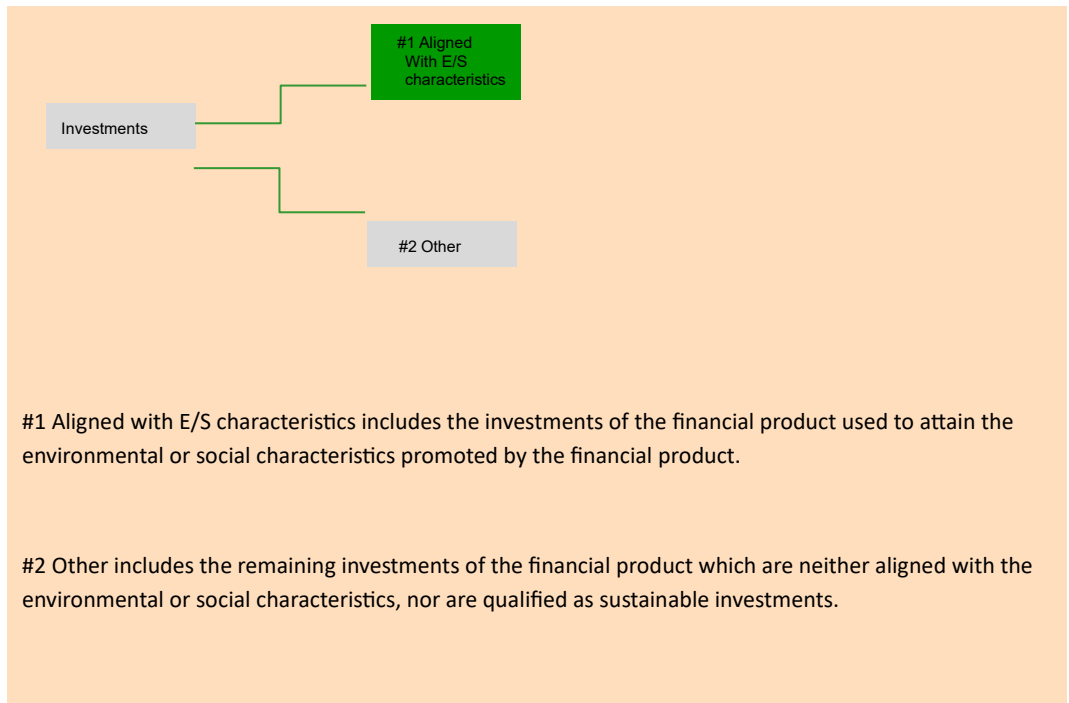 #1 Aligned
With E/S
characteristics
Investments
#2 Other
#1 Aligned with E/S characteristics includes the investments of the financial product used to attain the
environmental or social characteristics promoted by the financial product.
#2 Other includes the remaining investments of the financial product which are neither aligned with the
environmental or social characteristics, nor are qualified as sustainable investments.